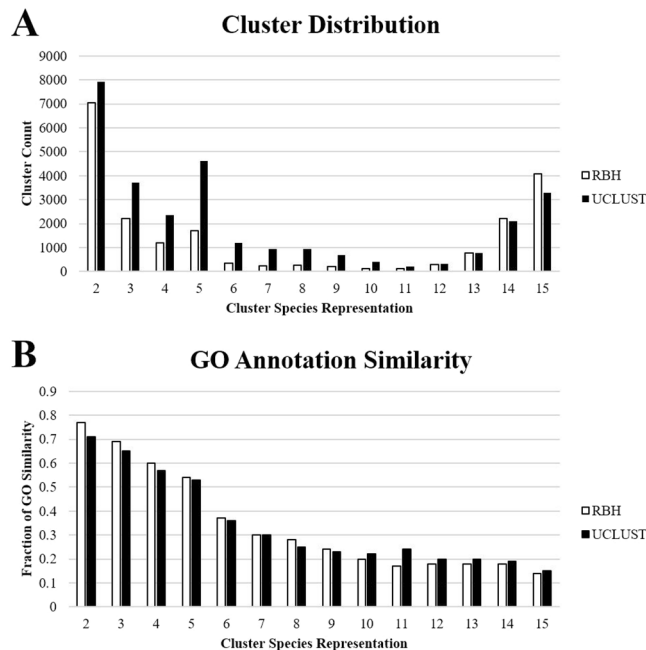 A
Cluster Distribution
9000
8000
7000
6000
5000
4000
3000
2000
1000
0
Cluster Count
2 3 4 5 6 7 8 9 10 11 12 13 14 15
Cluster Species Representation
RBH
UCLUST
B
GO Annotation Similarity
0.9
0.8
0.7
0.6
0.5
0.4
0.3
0.2
0.1
0
Fraction of GO Similarity
2 3 4 5 6 7 8 9 10 11 12 13 14 15
Cluster Species Representation
RBH
UCLUST